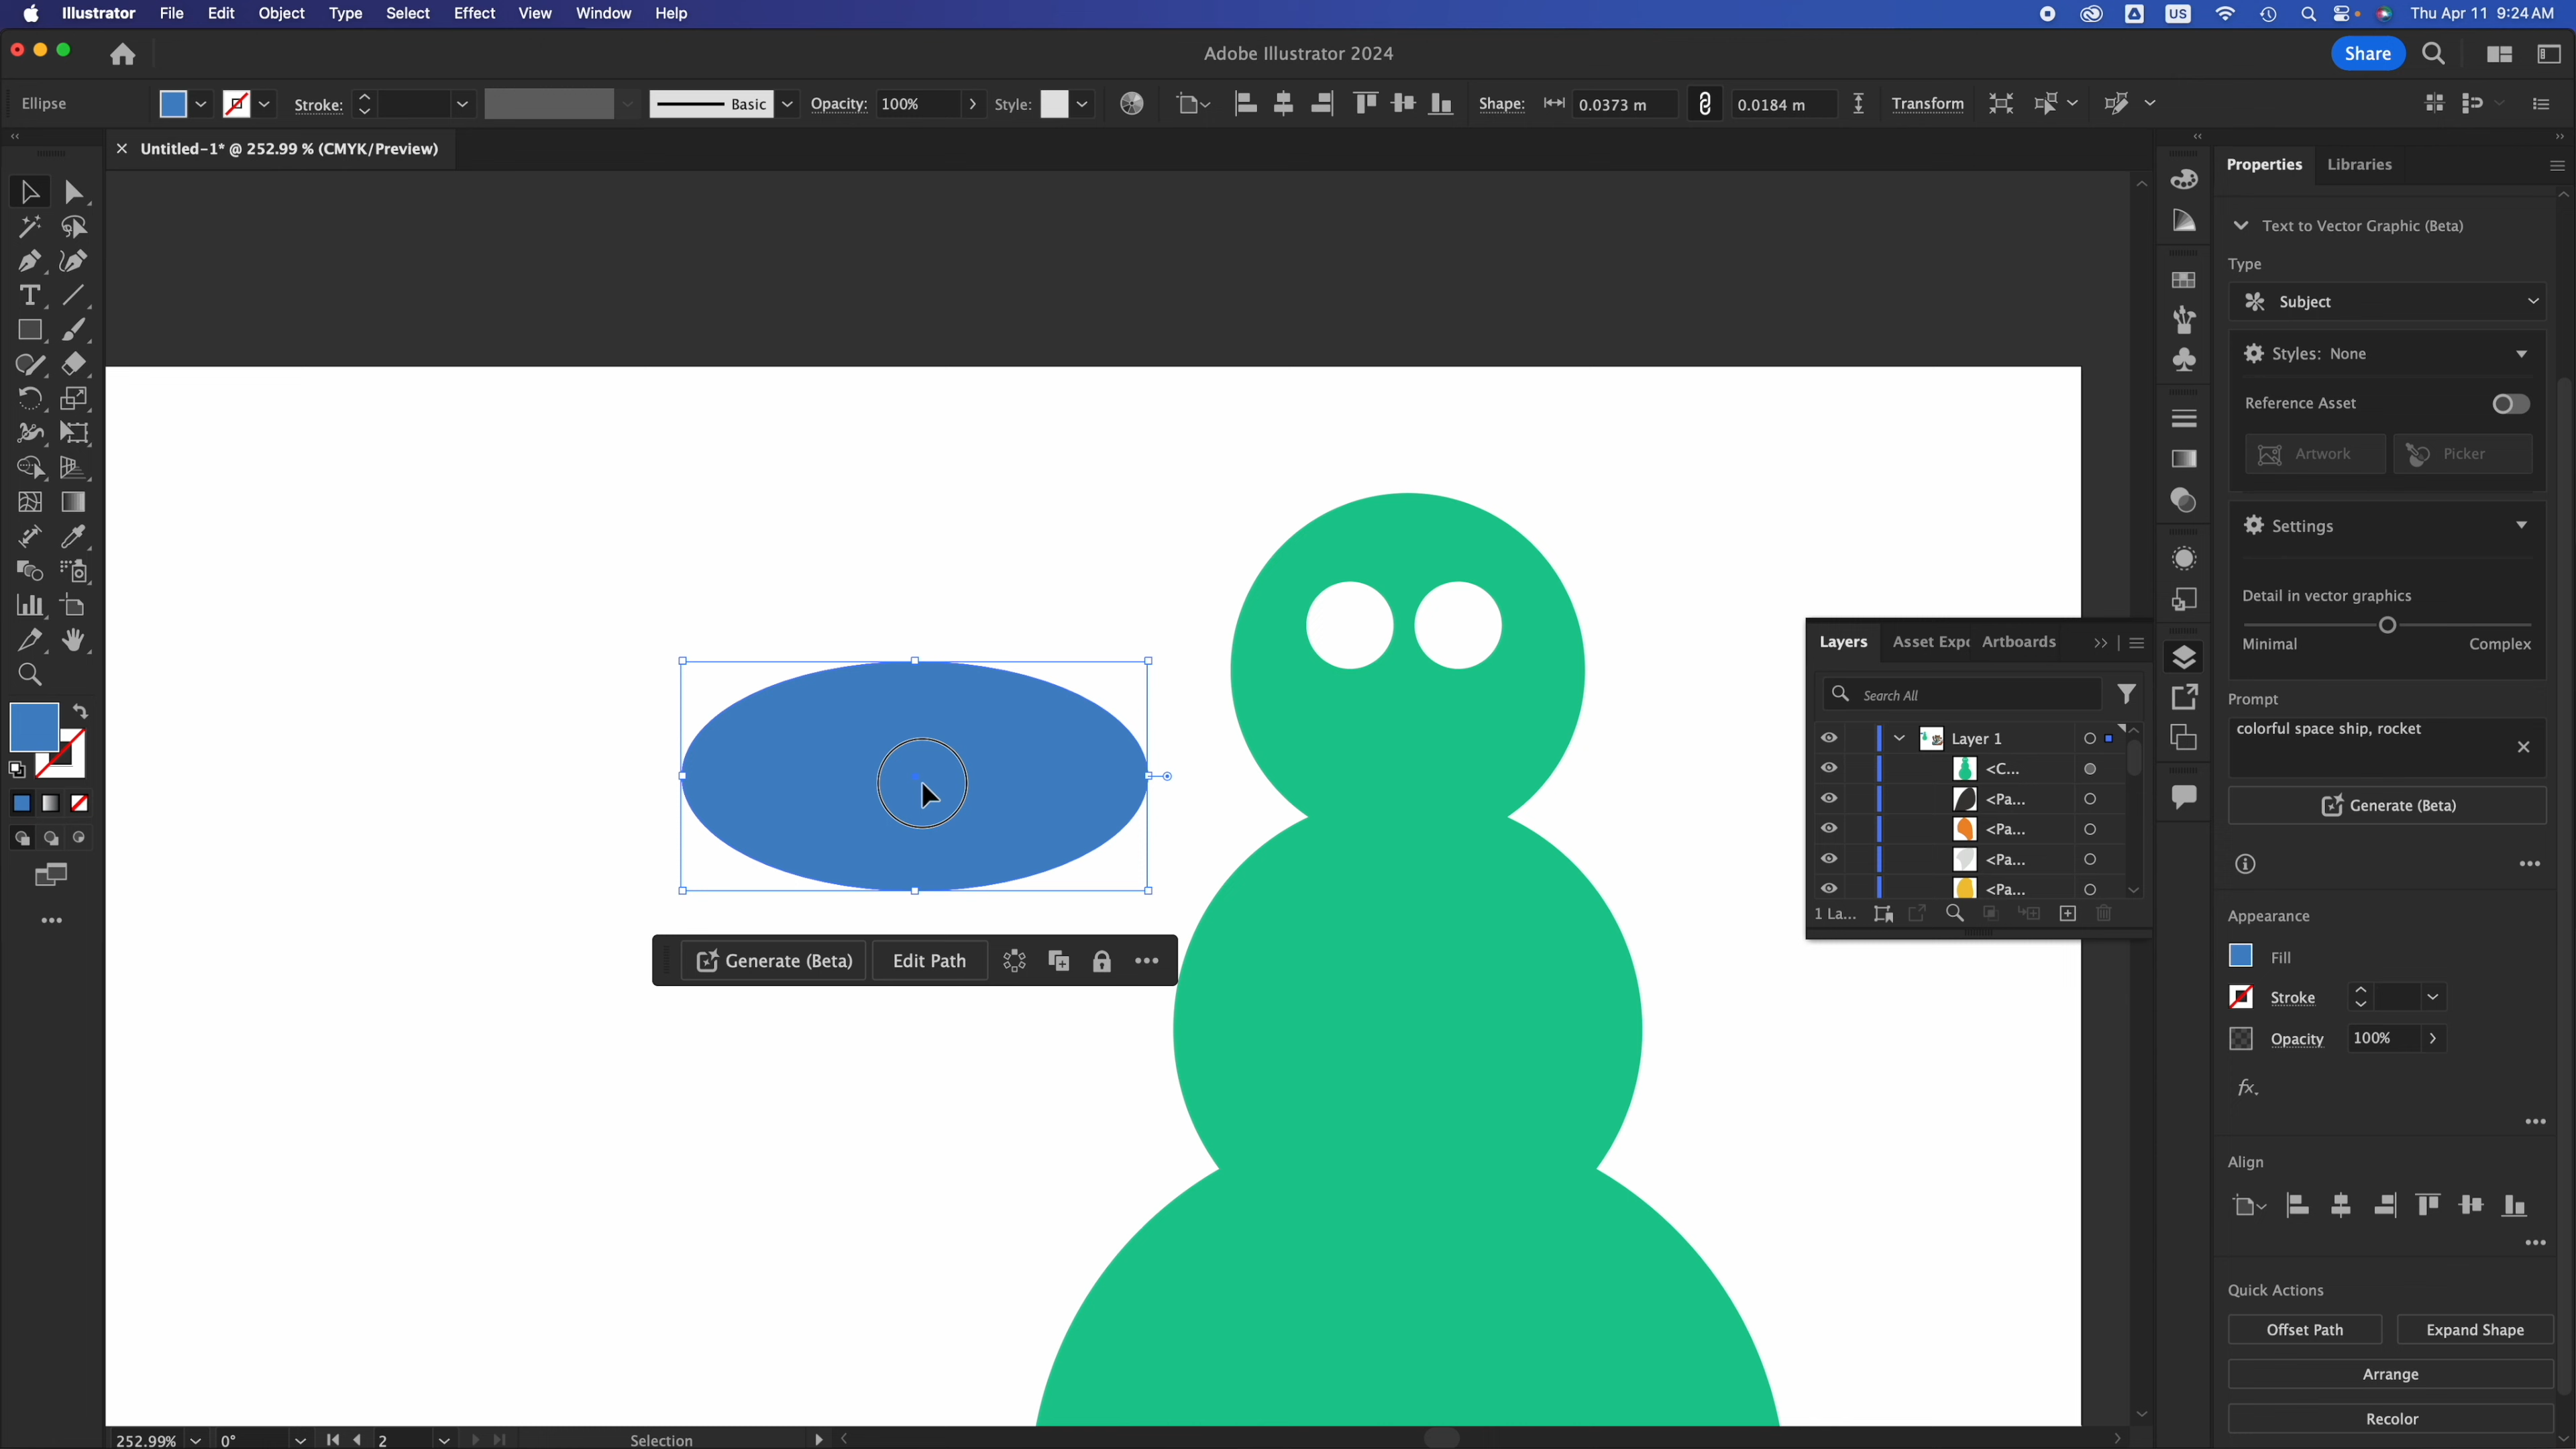 Illustrator File Edit Object Type Select Effect View Window Help US Thu Apr 11 9:24 AM
Adobe Illustrator 2024 Share
Ellipse Stroke: Basic Opacity: 100% Style: Shape: 0.0373 m 0.0184 m Transform
Untitled-1* @ 252.99 % (CMYK/Preview)
Properties Libraries
Text to Vector Graphic (Beta)
Type
Subject
Styles: None
Reference Asset
Artwork Picker
Settings
Detail in vector graphics
Minimal Complex
Prompt
colorful space ship, rocket
Generate (Beta)
Appearance
Fill
Stroke
Opacity 100%
fx.
Align
Quick Actions
Offset Path Expand Shape
Arrange
Recolor
Layers Asset Expo Artboards
Search All
Layer 1
<C...
<Pa...
<Pa...
<Pa...
<Pa...
1 La...
Generate (Beta) Edit Path
252.99% 0° 2 Selection